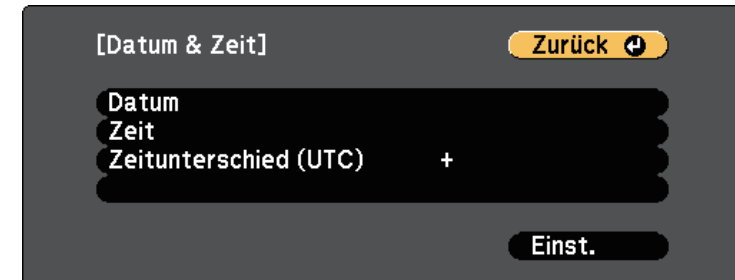 [Datum & Zeit]
Zurück
Datum
Zeit
Zeitunterschied (UTC) +
Einst.